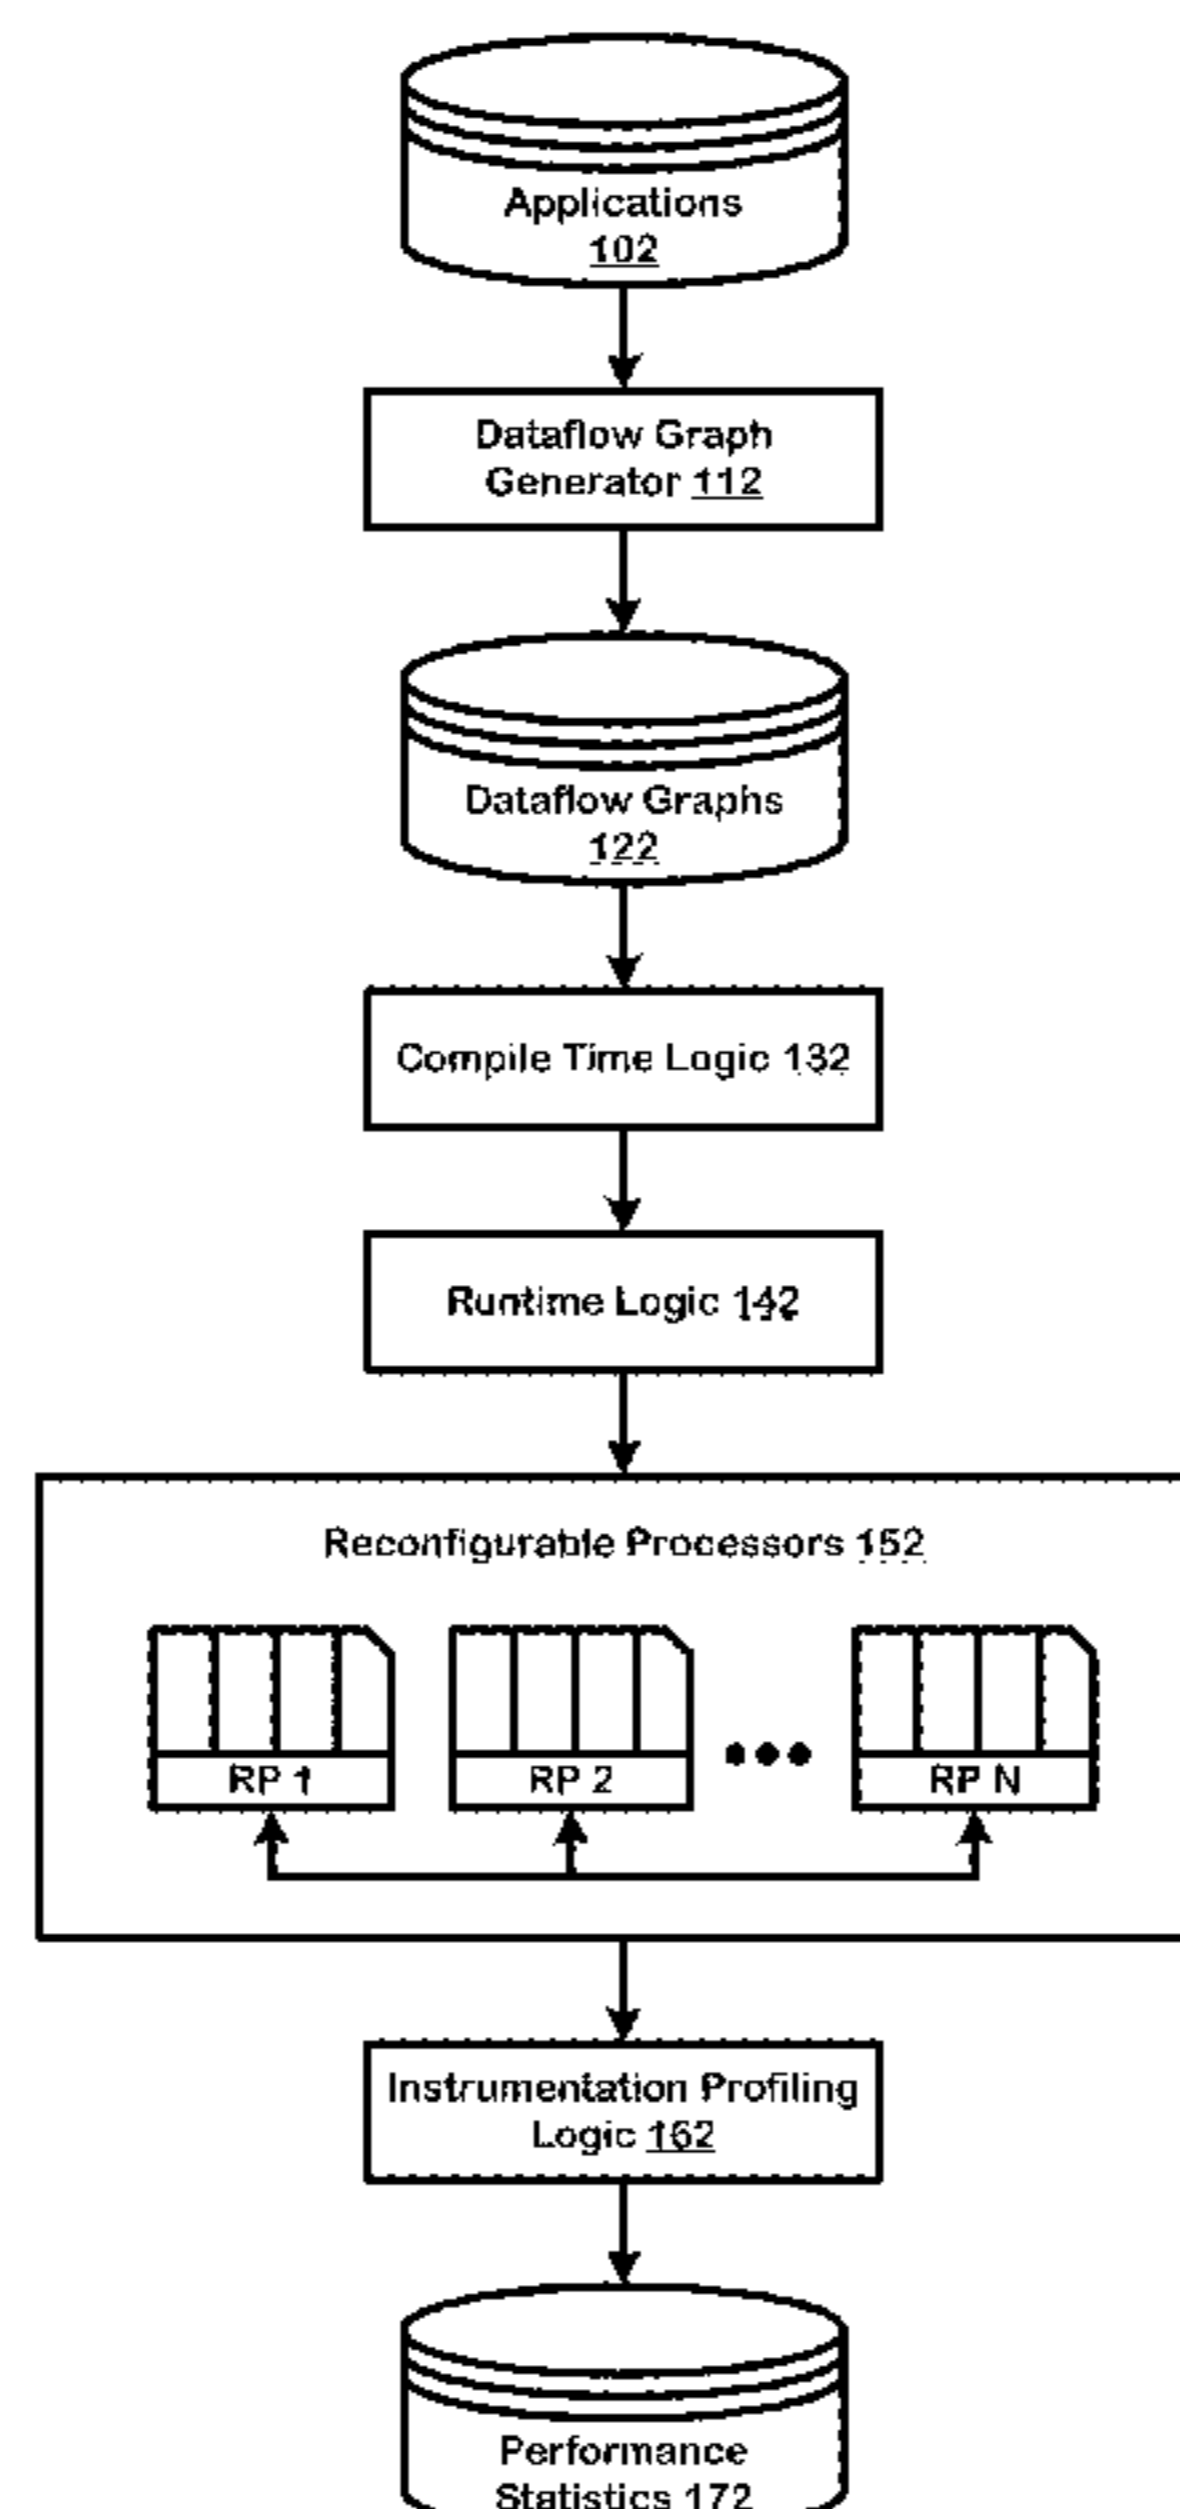 Applications
102
Dataflow Graph
Generator 112
Dataflow Graphs
122
Compile Time Logic 132
Runtime Logic 142
Reconfigurable Processors 152
RP 1
RP 2
RP N
Instrumentation Profiling
Logic 162
Performance
Statistics 172